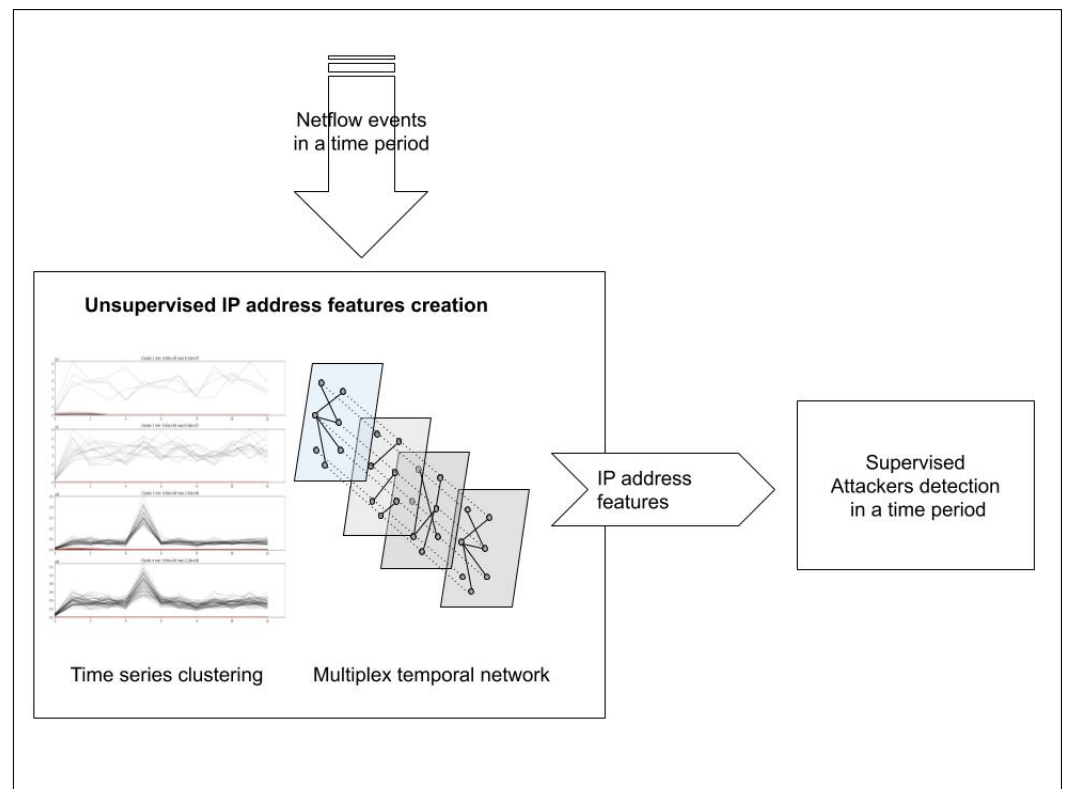 Netflow events
in a time period
Unsupervised IP address features creation
Time series clustering
Multiplex temporal network
IP address
features
Supervised
Attackers detection
in a time period